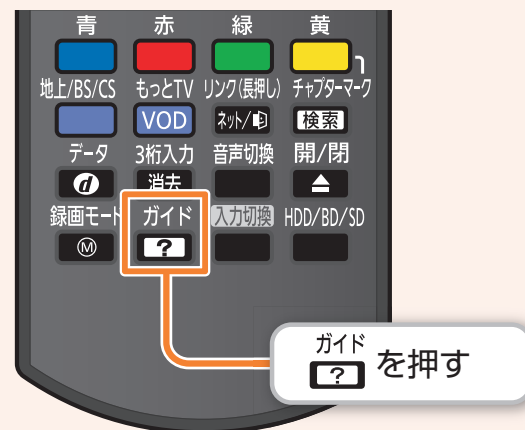 青 赤 緑 黄
地上/BS/CS もっとTV リンク(長押し) チャプターマーク
VOD ネット/ 検索
データ 3桁入力 音声切換 開/閉
d 消去
録画モード ガイド 入力切換 HDD/BD/SD
M ?
ガイド
? を押す